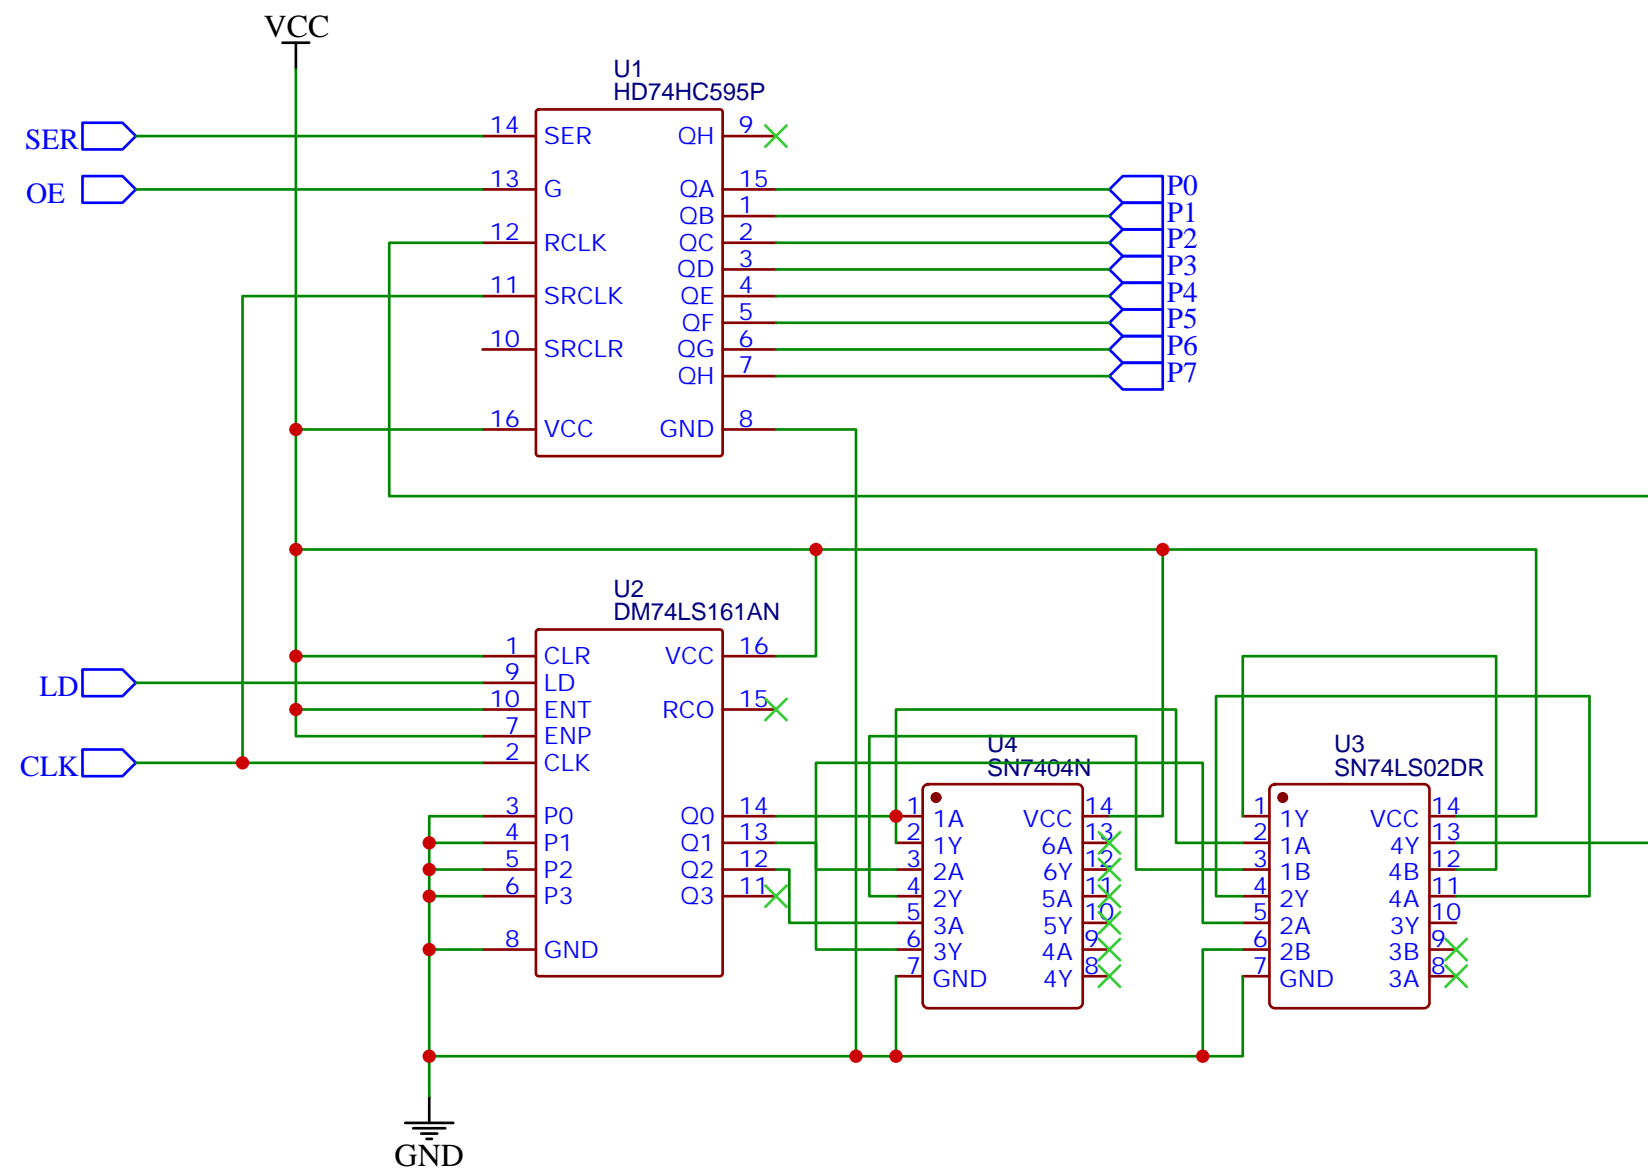 VCC
U1
HD74HC595P
SER 14 SER QH 9
OE 13 G QA 15 P0
QB 1 P1
12 RCLK QC 2 P2
QD 3 P3
11 SRCLK QE 4 P4
QF 5 P5
10 SRCLR QG 6 P6
QH 7 P7
16 VCC GND 8
U2
DM74LS161AN
1 CLR VCC 16
LD 9 LD
10 ENT RCO 15
7 ENP
CLK 2 CLK
3 P0 Q0 14
4 P1 Q1 13
5 P2 Q2 12
6 P3 Q3 11
8 GND
U4
SN7404N
1 1A VCC 14
2 1Y 6A 13
3 2A 6Y 12
4 2Y 5A 11
5 3A 5Y 10
6 3Y 4A 9
7 GND 4Y 8
U3
SN74LS02DR
1 1Y VCC 14
2 1A 4Y 13
3 1B 4B 12
4 2Y 4A 11
5 2A 3Y 10
6 2B 3B 9
7 GND 3A 8
GND